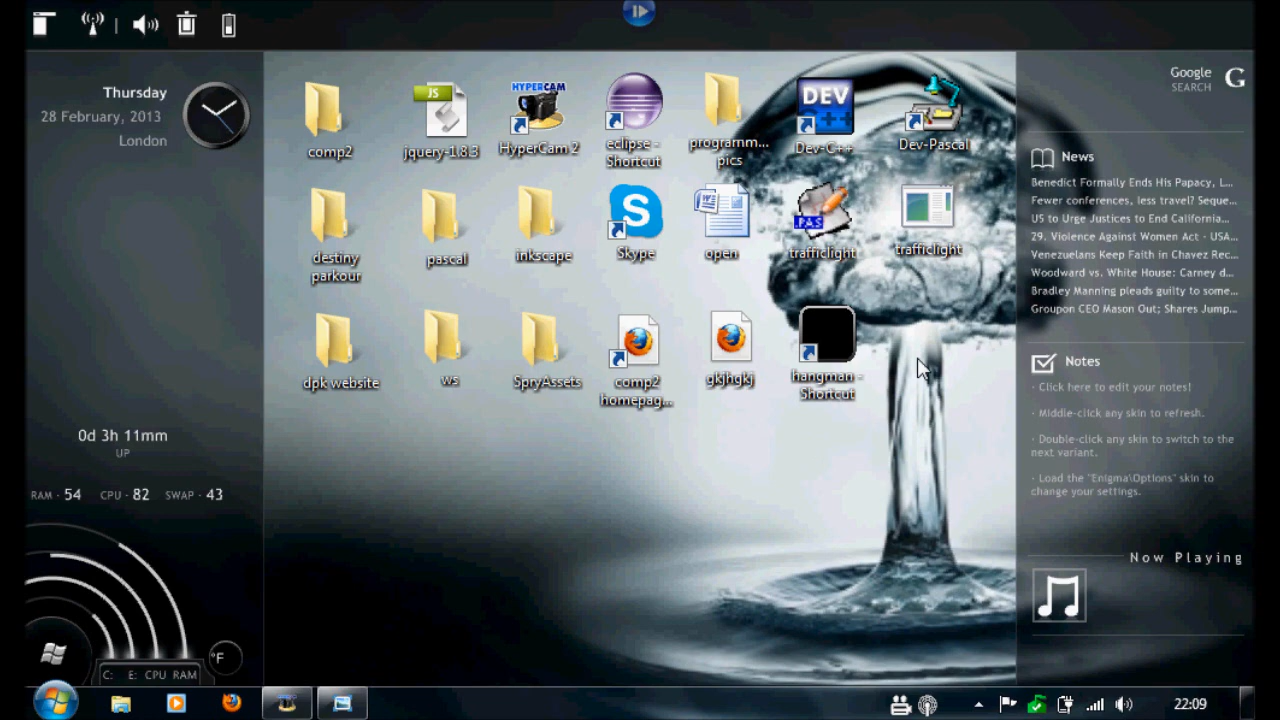 Thursday
28 February, 2013
London
0d 3h 11mm
UP
RAM · 54 CPU · 82 SWAP · 43
C: E: CPU RAM
°F
comp2
JS
jquery-1.8.3
HYPERCAM
HyperCam 2
eclipse - Shortcut
programm... pics
DEV
C++
Dev-C++
Dev-Pascal
destiny parkour
pascal
inkscape
S
Skype
W
open
.PAS
trafficlight
trafficlight
dpk website
ws
SpryAssets
comp2 homepag...
gkjhgkj
hangman - Shortcut
Google G
SEARCH
News
Benedict Formally Ends His Papacy, L...
Fewer conferences, less travel? Seque...
US to Urge Justices to End California...
29. Violence Against Women Act - USA...
Venezuelans Keep Faith in Chavez Rec...
Woodward vs. White House: Carney d...
Bradley Manning pleads guilty to some...
Groupon CEO Mason Out; Shares Jump...
Notes
· Click here to edit your notes!
· Middle-click any skin to refresh.
· Double-click any skin to switch to the
next variant.
· Load the "Enigma\Options" skin to
change your settings.
Now Playing
22:09